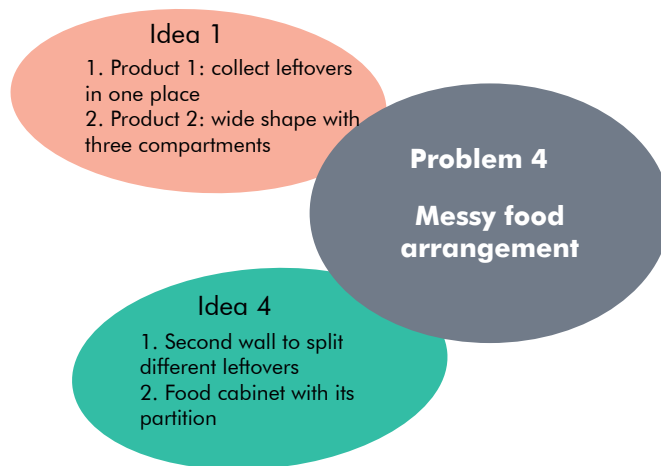 Idea 1
1. Product 1: collect leftovers
in one place
2. Product 2: wide shape with
three compartments
Problem 4
Messy food
arrangement
Idea 4
1. Second wall to split
different leftovers
2. Food cabinet with its
partition